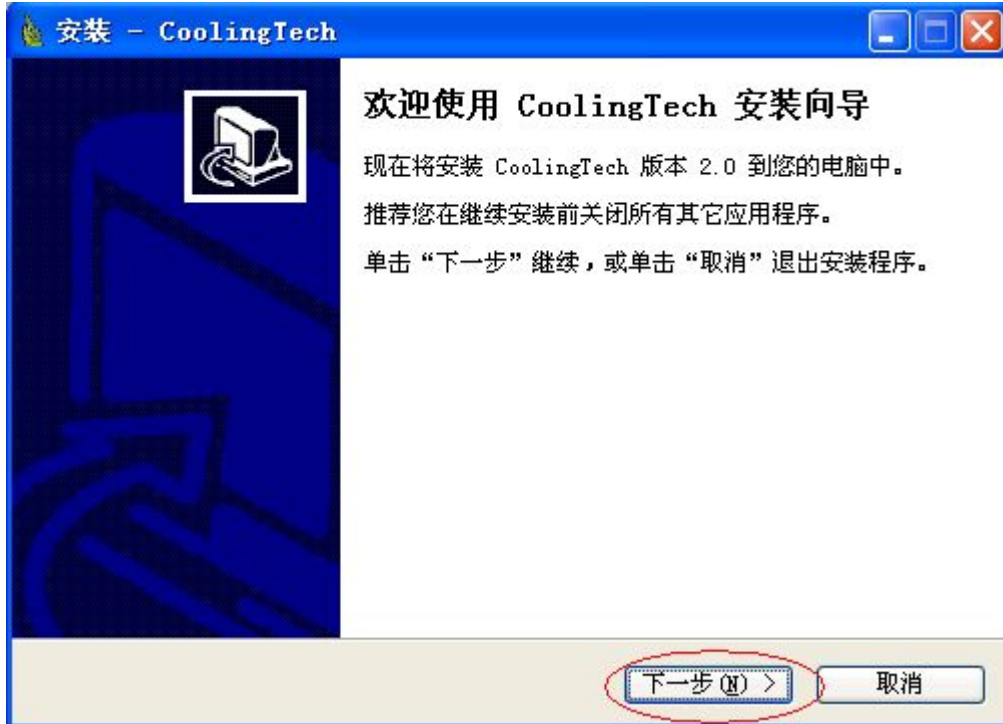 安装 - CoolingTech
欢迎使用 CoolingTech 安装向导
现在将安装 CoolingTech 版本 2.0 到您的电脑中。
推荐您在继续安装前关闭所有其它应用程序。
单击“下一步”继续，或单击“取消”退出安装程序。
下一步(N) >
取消